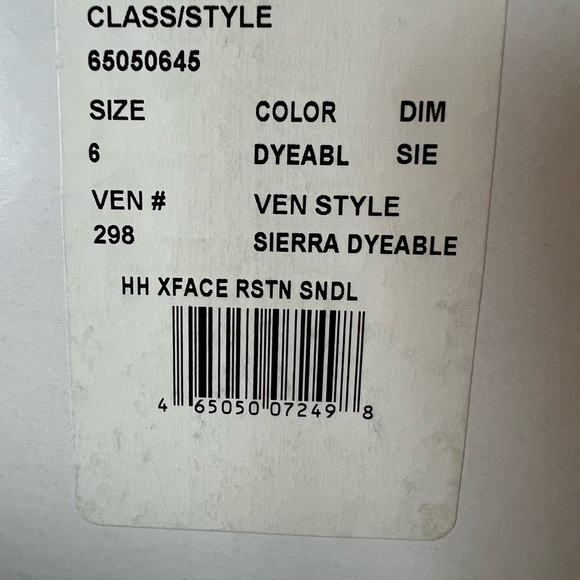 CLASS/STYLE
65050645
SIZE COLOR DIM
6 DYEABL SIE
VEN # VEN STYLE
298 SIERRA DYEABLE
HH XFACE RSTN SNDL
4 65050 07249 8